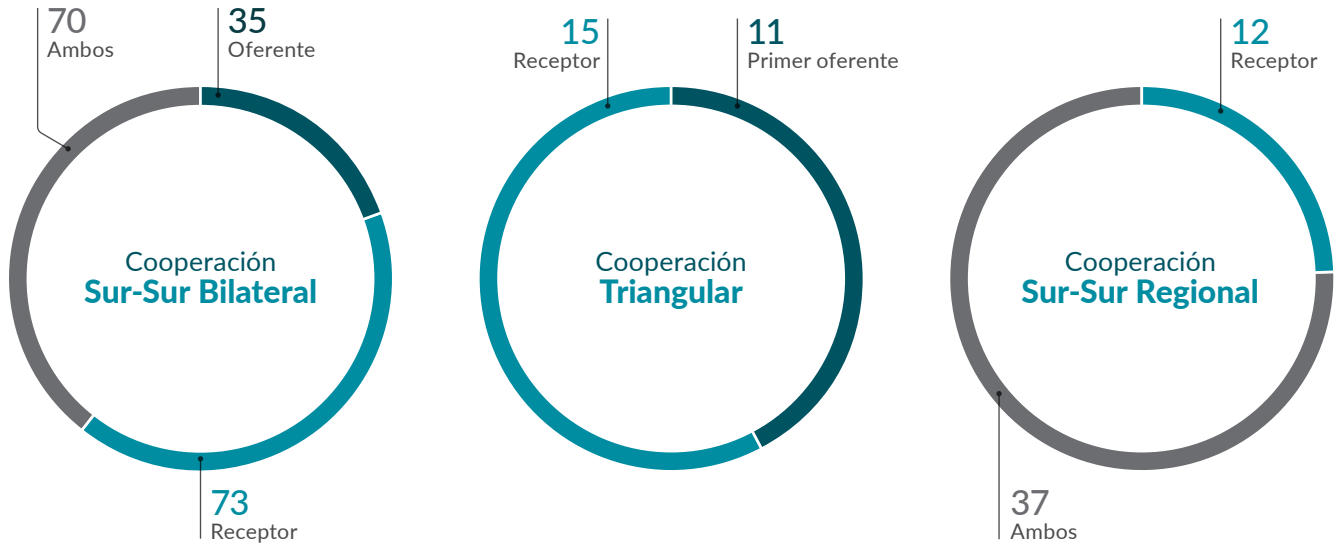 70
Ambos
35
Oferente
Cooperación
Sur-Sur Bilateral
73
Receptor
15
Receptor
11
Primer oferente
Cooperación
Triangular
12
Receptor
Cooperación
Sur-Sur Regional
37
Ambos